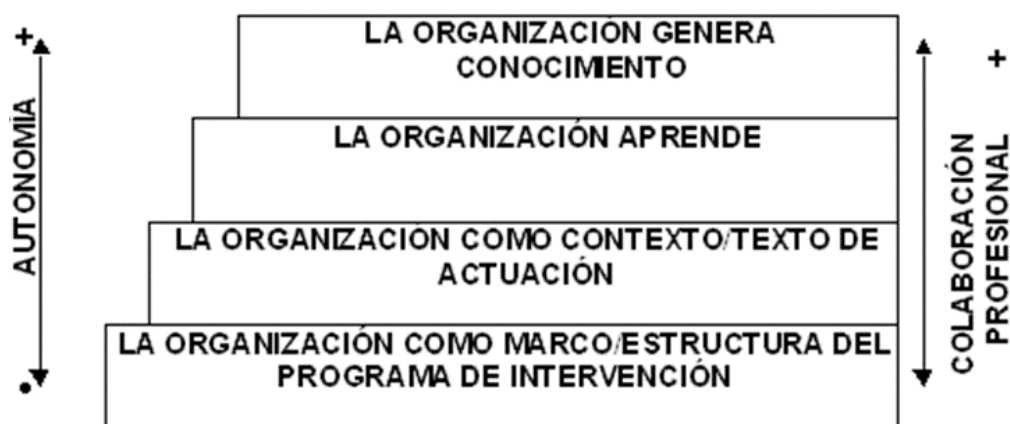 +
AUTONOMIA
LA ORGANIZACIÓN GENERA
CONOCIMIENTO
LA ORGANIZACIÓN APRENDE
LA ORGANIZACIÓN COMO CONTEXTO/TEXTO DE
ACTUACIÓN
LA ORGANIZACIÓN COMO MARCO/ESTRUCTURA DEL
PROGRAMA DE INTERVENCIÓN
+
COLABORACIÓN
PROFESIONAL